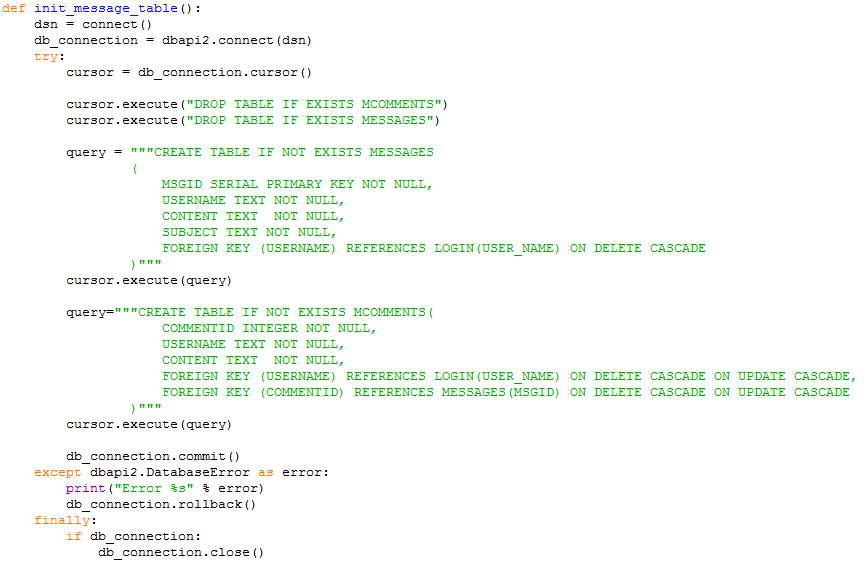 def init_message_table():
    dsn = connect()
    db_connection = dbapi2.connect(dsn)
    try:
        cursor = db_connection.cursor()

        cursor.execute("DROP TABLE IF EXISTS MCOMMENTS")
        cursor.execute("DROP TABLE IF EXISTS MESSAGES")

        query = """CREATE TABLE IF NOT EXISTS MESSAGES
                (
                    MSGID SERIAL PRIMARY KEY NOT NULL,
                    USERNAME TEXT NOT NULL,
                    CONTENT TEXT  NOT NULL,
                    SUBJECT TEXT NOT NULL,
                    FOREIGN KEY (USERNAME) REFERENCES LOGIN(USER_NAME) ON DELETE CASCADE
                )"""
        cursor.execute(query)

        query="""CREATE TABLE IF NOT EXISTS MCOMMENTS(
                    COMMENTID INTEGER NOT NULL,
                    USERNAME TEXT NOT NULL,
                    CONTENT TEXT  NOT NULL,
                    FOREIGN KEY (USERNAME) REFERENCES LOGIN(USER_NAME) ON DELETE CASCADE ON UPDATE CASCADE,
                    FOREIGN KEY (COMMENTID) REFERENCES MESSAGES(MSGID) ON DELETE CASCADE ON UPDATE CASCADE
                )"""
        cursor.execute(query)

        db_connection.commit()
    except dbapi2.DatabaseError as error:
        print("Error %s" % error)
        db_connection.rollback()
    finally:
        if db_connection:
            db_connection.close()